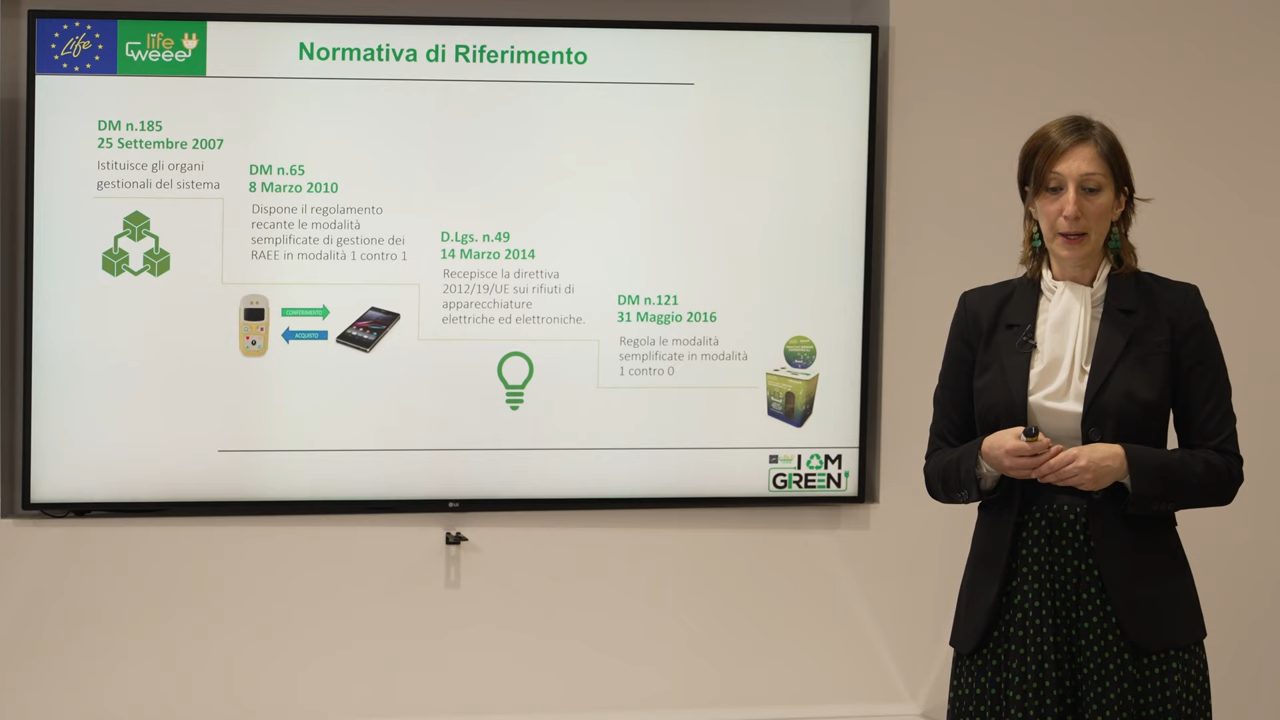 Life
life
weee
Normativa di Riferimento
DM n.185
25 Settembre 2007
Istituisce gli organi
gestionali del sistema
DM n.65
8 Marzo 2010
Dispone il regolamento
recante le modalità
semplificate di gestione dei
RAEE in modalità 1 contro 1
CONFERIMENTO
ACQUISTO
D.Lgs. n.49
14 Marzo 2014
Recepisce la direttiva
2012/19/UE sui rifiuti di
apparecchiature
elettriche ed elettroniche.
DM n.121
31 Maggio 2016
Regola le modalità
semplificate in modalità
1 contro 0
I AM
GREEN
LG